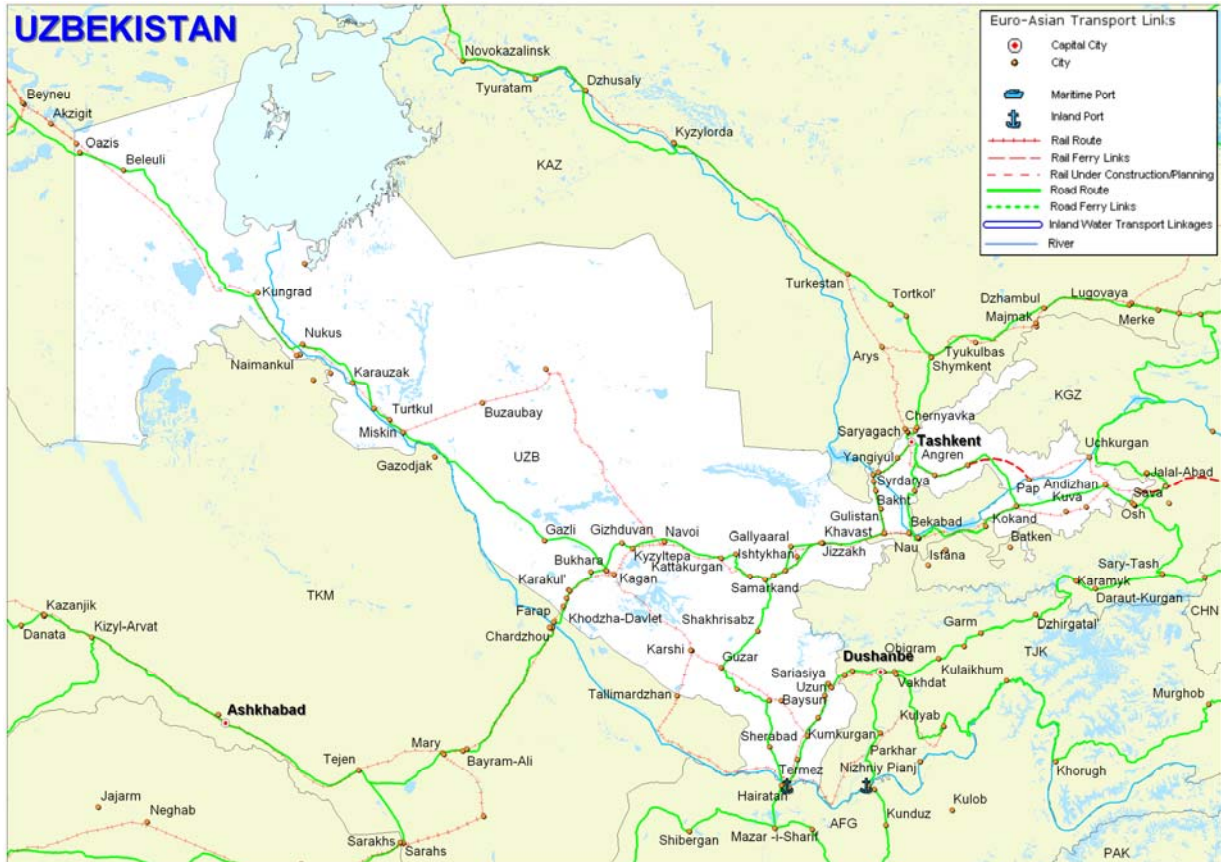 UZBEKISTAN
Euro-Asian Transport Links
Capital City
City
Maritime Port
Inland Port
Rail Route
Rail Ferry Links
Rail Under Construction/Planning
Road Route
Road Ferry Links
Inland Water Transport Linkages
River
Novokazalinsk
Tyuratam
Dzhusaly
Beyneu
Akzigit
Oazis
Beleuli
Kyzylorda
KAZ
Kungrad
Turkestan
Tortkol'
Dzhambul
Lugovaya
Majmak
Merke
Nukus
Naimankul
Arys
Tyukulbas
Shymkent
Karauzak
KGZ
Buzaubay
Turtkul
Miskin
Chernyavka
Saryagach
Tashkent
Uchkurgan
Gazodjak
UZB
Yangiyul
Angren
Jalal-Abad
Syrdarya
Pap
Andizhan
Sava
Bakht
Kuva
Osh
Gulistan
Bekabad
Kokand
Gazli
Gizhduvan
Navoi
Gallyaaral
Khavast
Nau
Batken
Kyzyltepa
Ishtykhan
Jizzakh
Isfana
Kattakurgan
Bukhara
Kagan
Samarkand
Sary-Tash
Karakul'
Karamyk
Daraut-Kurgan
CHN
TKM
Kazanjik
Farap
Khodzha-Davlet
Shakhrisabz
Garm
Dzhirgatal'
Danata
Kizyl-Arvat
Chardzhou
Karshi
Guzar
Dushanbe
Obigram
Kulaikhum
TJK
Sariasiya
Vakhdat
Tallimardzhan
Uzun
Baysun
Murghob
Ashkhabad
Kulyab
Sherabad
Kumkurgan
Parkhar
Tejen
Mary
Bayram-Ali
Termez
Nizhniy Pianj
Khorugh
Jajarm
Neghab
Hairatan
Kulob
Shibergan
Mazar -i-Sharif
AFG
Kunduz
Sarakhs
Sarahs
PAK